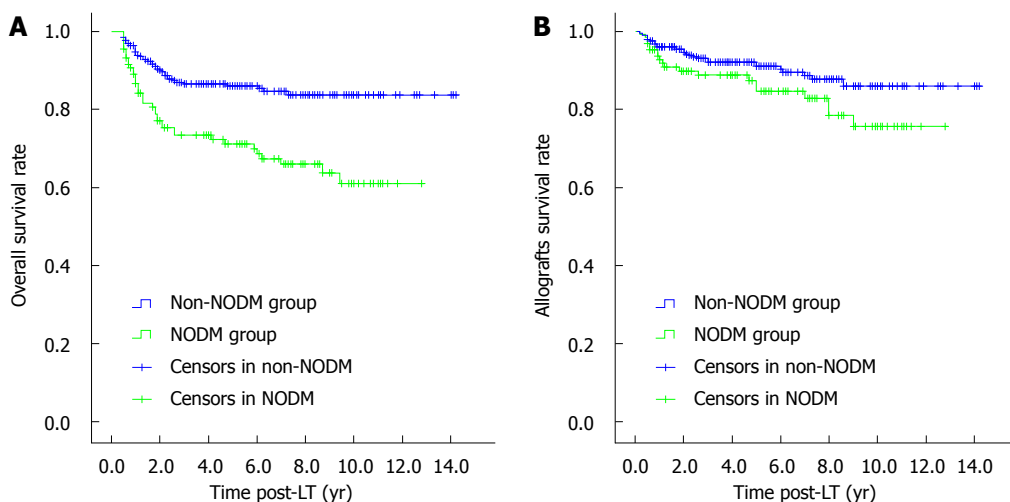 A
Overall survival rate
1.0
0.8
0.6
0.4
0.2
0.0
Non-NODM group
NODM group
Censors in non-NODM
Censors in NODM
0.0 2.0 4.0 6.0 8.0 10.0 12.0 14.0
Time post-LT (yr)
B
Allografts survival rate
1.0
0.8
0.6
0.4
0.2
0.0
Non-NODM group
NODM group
Censors in non-NODM
Censors in NODM
0.0 2.0 4.0 6.0 8.0 10.0 12.0 14.0
Time post-LT (yr)